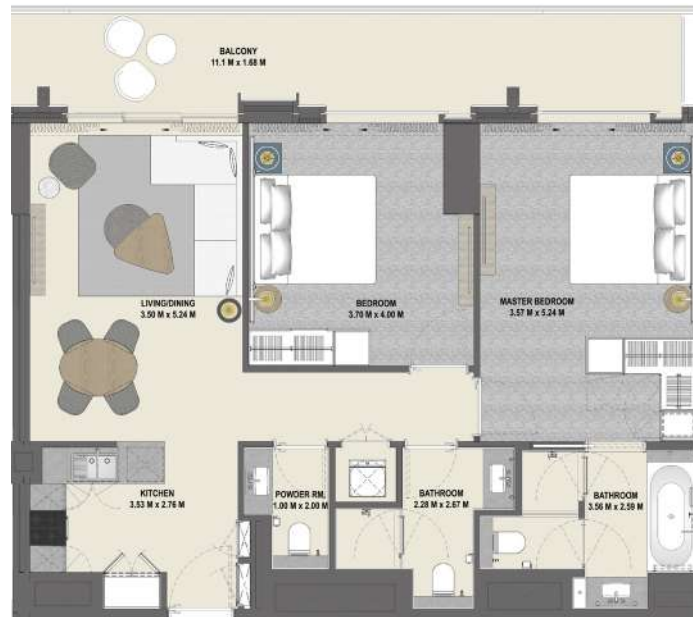 BALCONY
11.1 M x 1.68 M
LIVING/DINING
3.50 M x 5.24 M
BEDROOM
3.70 M x 4.00 M
MASTER BEDROOM
3.57 M x 5.24 M
KITCHEN
3.53 M x 2.76 M
POWDER RM.
1.00 M x 2.00 M
BATHROOM
2.28 M x 2.67 M
BATHROOM
3.56 M x 2.59 M